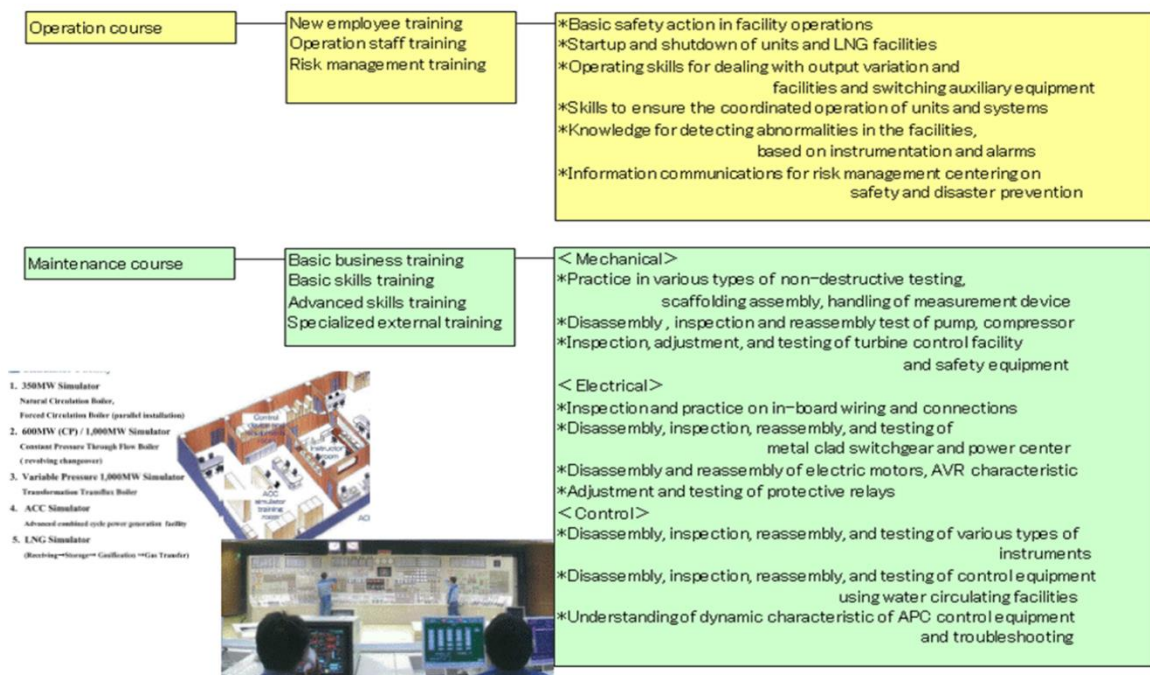 Operation course
New employee training
Operation staff training
Risk management training
*Basic safety action in facility operations
*Startup and shutdown of units and LNG facilities
*Operating skills for dealing with output variation and
facilities and switching auxiliary equipment
*Skills to ensure the coordinated operation of units and systems
*Knowledge for detecting abnormalities in the facilities,
based on instrumentation and alarms
*Information communications for risk management centering on
safety and disaster prevention
Maintenance course
Basic business training
Basic skills training
Advanced skills training
Specialized external training
<Mechanical>
*Practice in various types of non-destructive testing,
scaffolding assembly, handling of measurement device
*Disassembly , inspection and reassembly test of pump, compressor
*Inspection, adjustment, and testing of turbine control facility
and safety equipment
<Electrical>
*Inspection and practice on in-board wiring and connections
*Disassembly, inspection, reassembly, and testing of
metal clad switchgear and power center
*Disassembly and reassembly of electric motors, AVR characteristic
*Adjustment and testing of protective relays
<Control>
*Disassembly, inspection, reassembly, and testing of various types of
instruments
*Disassembly, inspection, reassembly, and testing of control equipment
using water circulating facilities
*Understanding of dynamic characteristic of APC control equipment
and troubleshooting
1. 350MW Simulator
Natural Circulation Boiler,
Forced Circulation Boiler (parallel installation)
2. 600MW (CP) / 1,000MW Simulator
Constant Pressure Through Flow Boiler
( revolving changeover)
3. Variable Pressure 1,000MW Simulator
Transformation Transflux Boiler
4. ACC Simulator
Advanced combined cycle power generation facility
5. LNG Simulator
(Receiving→Storage→ Gasification →Gas Transfer)
Control
Instructor
room
ACC
simulator
training
room